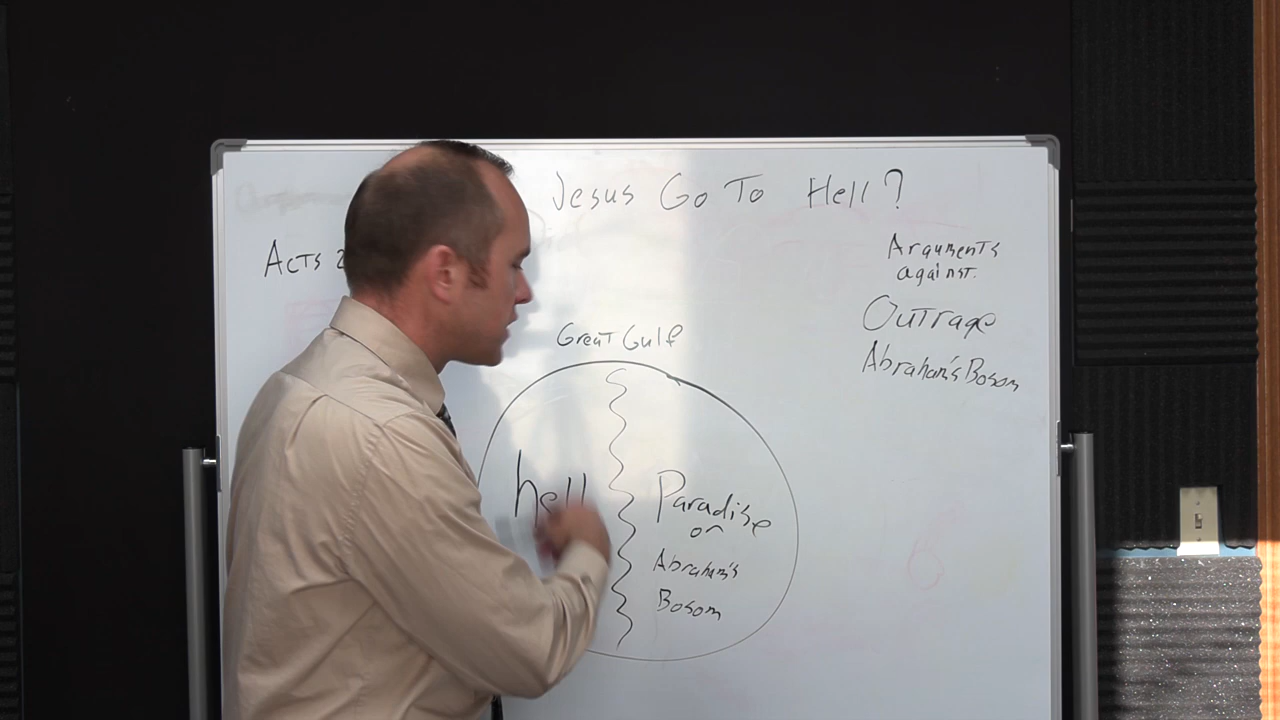 Jesus Go To Hell?
Acts 2
Arguments
against.
Outrage
Abraham's Bosom
Great Gulf
hell
Paradise
or
Abraham's
Bosom